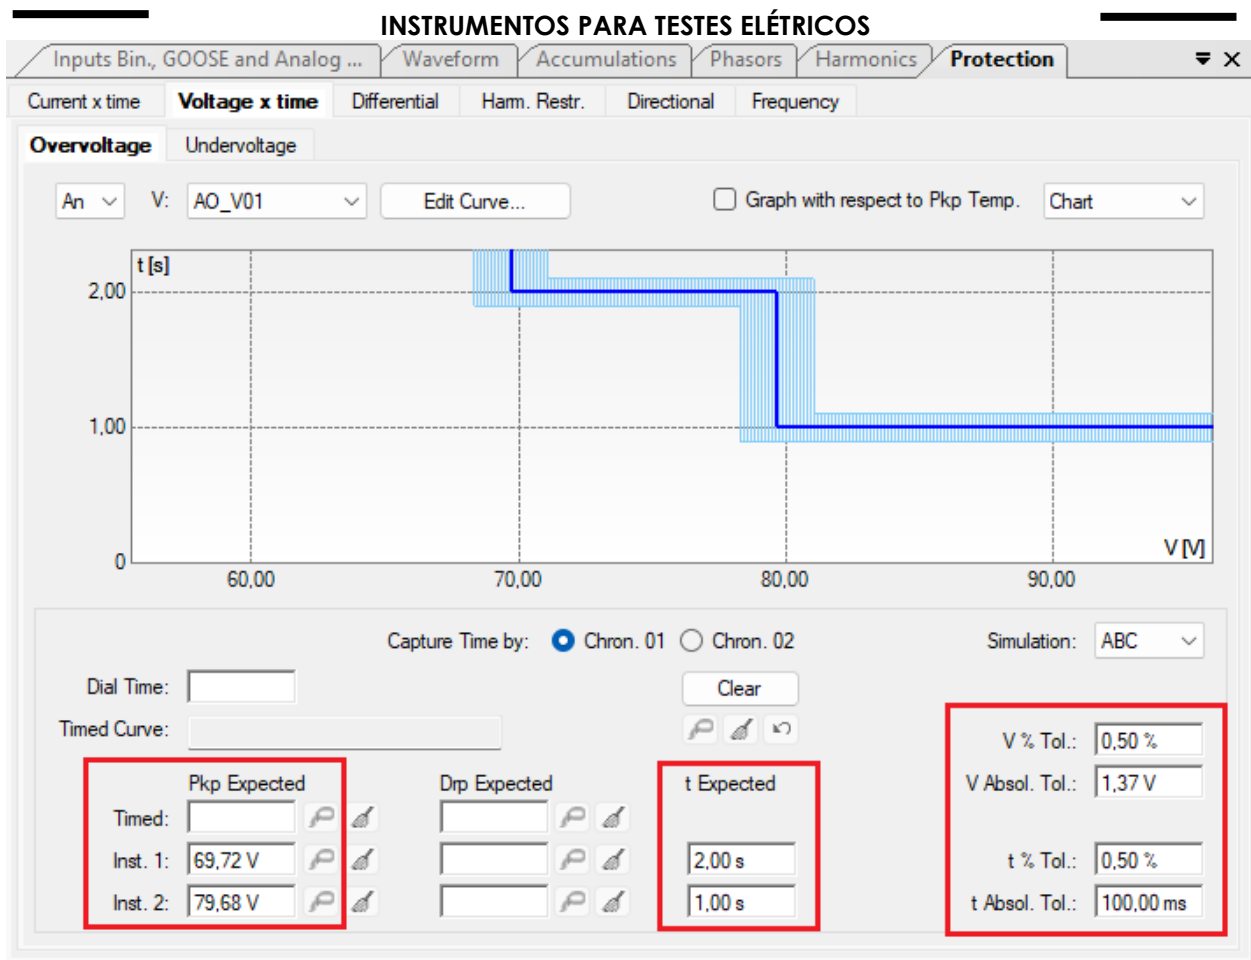 INSTRUMENTOS PARA TESTES ELÉTRICOS
Inputs Bin., GOOSE and Analog ... Waveform Accumulations Phasors Harmonics Protection
Current x time Voltage x time Differential Harm. Restr. Directional Frequency
Overvoltage Undervoltage
An V: AO_V01 Edit Curve... Graph with respect to Pkp Temp. Chart
t [s]
2,00
1,00
0
V [V]
60,00 70,00 80,00 90,00
Capture Time by: Chron. 01 Chron. 02 Simulation: ABC
Dial Time: Clear
Timed Curve:
V % Tol.: 0,50 %
Pkp Expected Drp Expected t Expected V Absol. Tol.: 1,37 V
Timed:
Inst. 1: 69,72 V 2,00 s t % Tol.: 0,50 %
Inst. 2: 79,68 V 1,00 s t Absol. Tol.: 100,00 ms